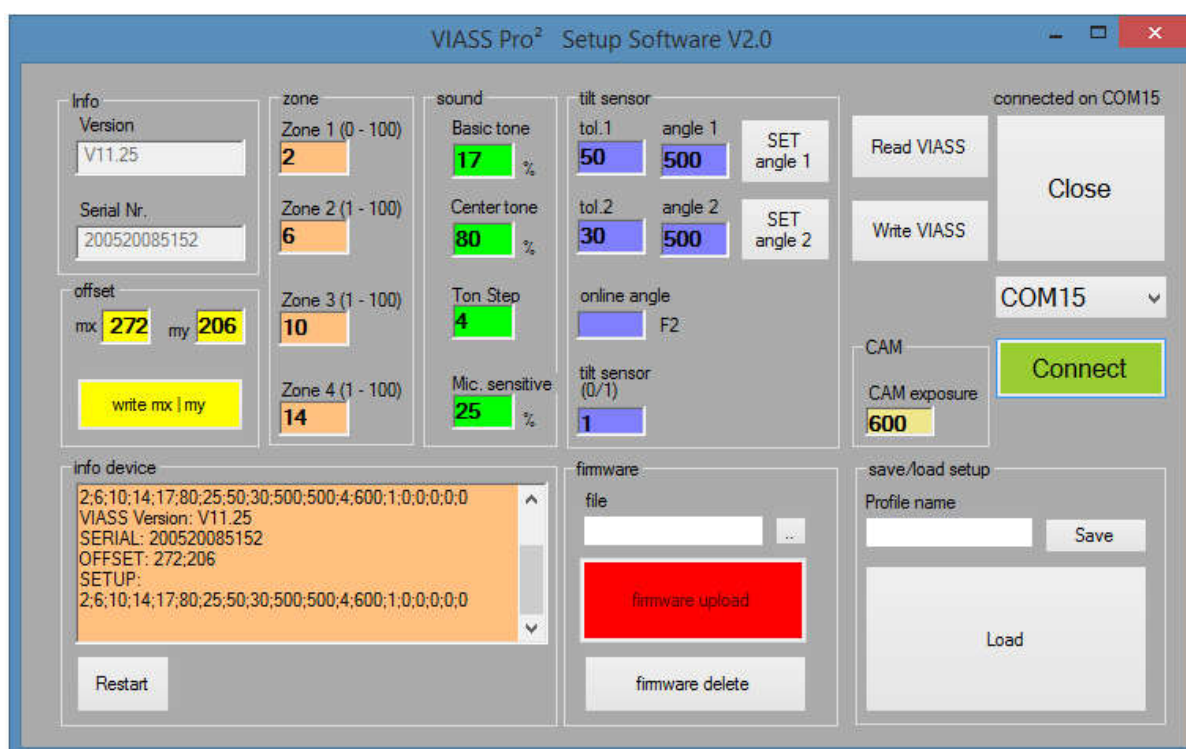 VIASS Pro² Setup Software V2.0
connected on COM15
Info
Version
V11.25
Serial Nr.
200520085152
offset
mx 272 my 206
write mx | my
zone
Zone 1 (0 - 100)
2
Zone 2 (1 - 100)
6
Zone 3 (1 - 100)
10
Zone 4 (1 - 100)
14
sound
Basic tone
17 %
Center tone
80 %
Ton Step
4
Mic. sensitive
25 %
tilt sensor
tol.1 angle 1
50 500
SET
angle 1
tol.2 angle 2
30 500
SET
angle 2
online angle
F2
tilt sensor
(0/1)
1
Read VIASS
Write VIASS
Close
COM15
Connect
CAM
CAM exposure
600
info device
2;6;10;14;17;80;25;50;30;500;500;4;600;1;0;0;0;0;0
VIASS Version: V11.25
SERIAL: 200520085152
OFFSET: 272;206
SETUP:
2;6;10;14;17;80;25;50;30;500;500;4;600;1;0;0;0;0;0
Restart
firmware
file
..
firmware upload
firmware delete
save/load setup
Profile name
Save
Load